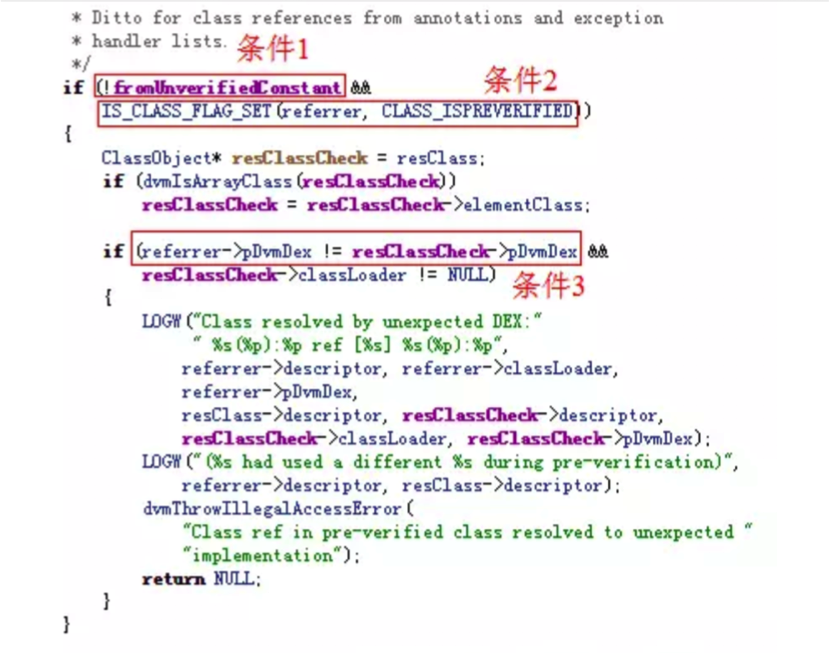 * Ditto for class references from annotations and exception
* handler lists.
条件1
*/
if (!fromUnverifiedConstant &&
条件2
IS_CLASS_FLAG_SET(referrer, CLASS_ISPREVERIFIED))
{
ClassObject* resClassCheck = resClass;
if (dvmIsArrayClass(resClassCheck))
resClassCheck = resClassCheck->elementClass;
if (referrer->pDvmDex != resClassCheck->pDvmDex &&
resClassCheck->classLoader != NULL)
条件3
{
LOGW("Class resolved by unexpected DEX:"
" %s(%p):%p ref [%s] %s(%p):%p",
referrer->descriptor, referrer->classLoader,
referrer->pDvmDex,
resClass->descriptor, resClassCheck->descriptor,
resClassCheck->classLoader, resClassCheck->pDvmDex);
LOGW("(%s had used a different %s during pre-verification)",
referrer->descriptor, resClass->descriptor);
dvmThrowIllegalAccessError(
"Class ref in pre-verified class resolved to unexpected "
"implementation");
return NULL;
}
}